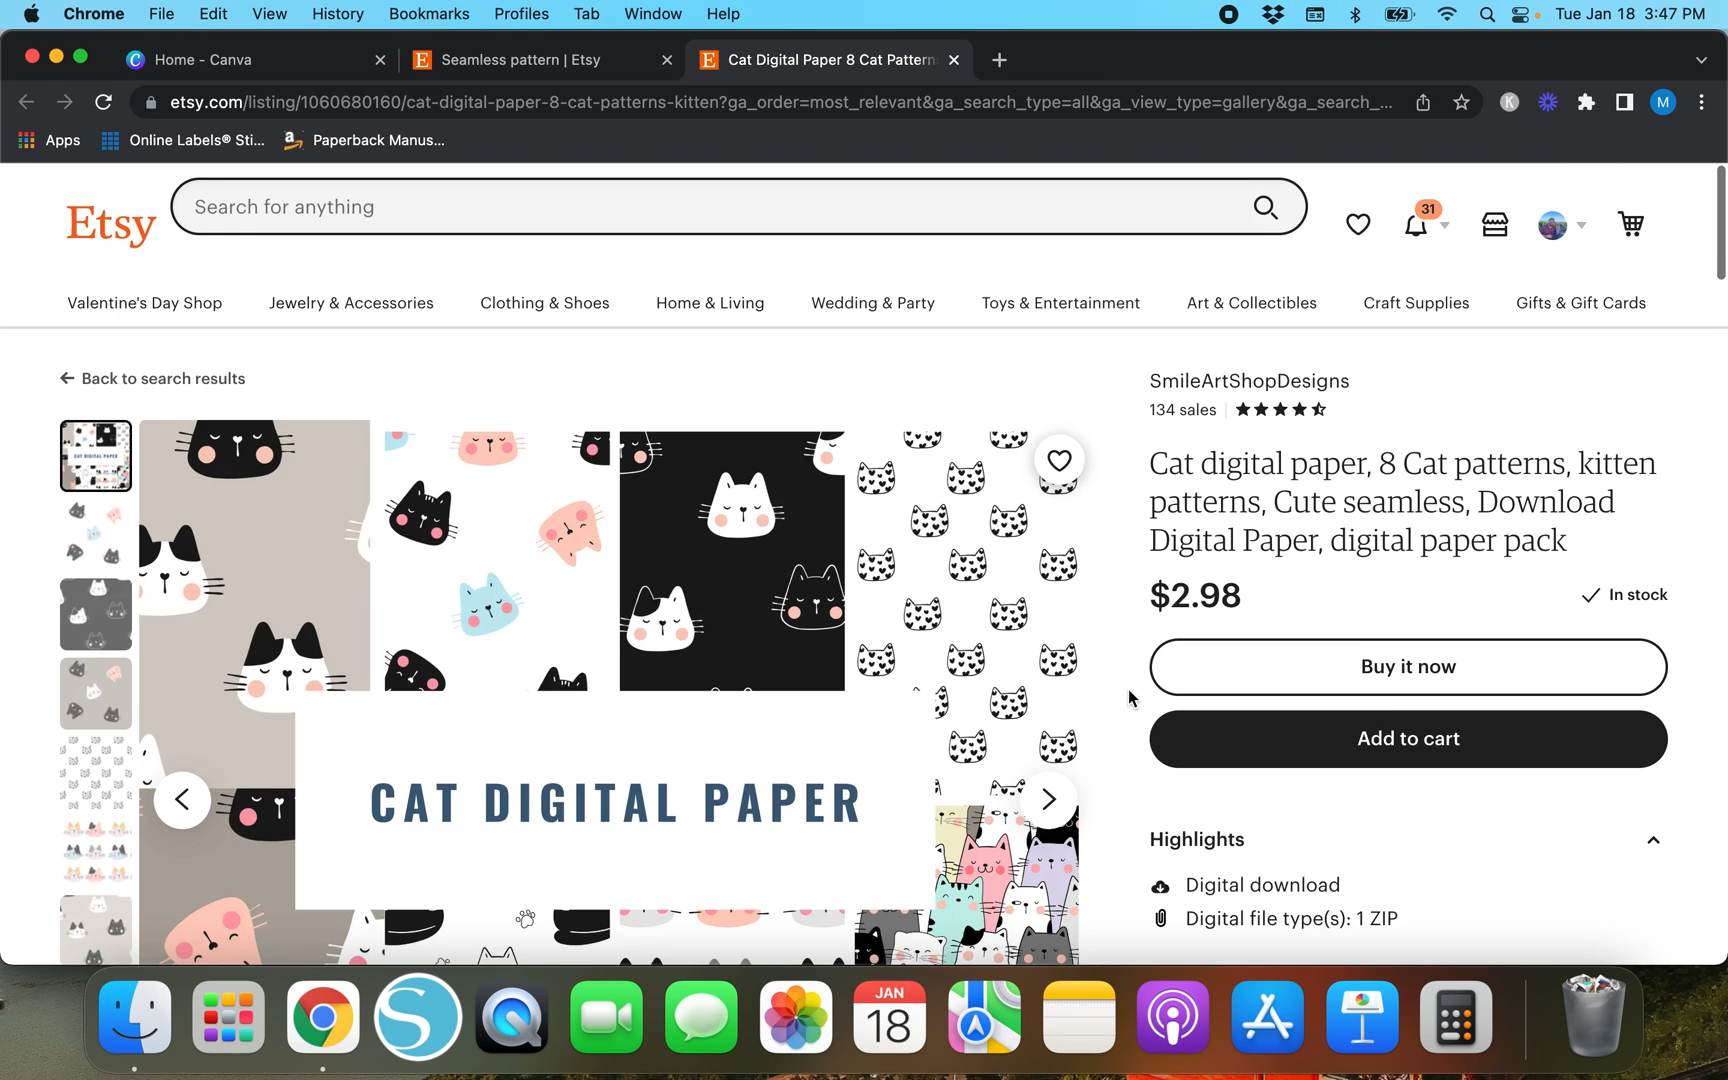 Chrome File Edit View History Bookmarks Profiles Tab Window Help Tue Jan 18 3:47 PM
Home - Canva Seamless pattern | Etsy Cat Digital Paper 8 Cat Pattern
etsy.com/listing/1060680160/cat-digital-paper-8-cat-patterns-kitten?ga_order=most_relevant&ga_search_type=all&ga_view_type=gallery&ga_search_... K M
Apps Online Labels® Sti... Paperback Manus...
Etsy Search for anything 31
Valentine's Day Shop Jewelry & Accessories Clothing & Shoes Home & Living Wedding & Party Toys & Entertainment Art & Collectibles Craft Supplies Gifts & Gift Cards
Back to search results
SmileArtShopDesigns
134 sales
Cat digital paper, 8 Cat patterns, kitten
patterns, Cute seamless, Download
Digital Paper, digital paper pack
$2.98 In stock
Buy it now
Add to cart
CAT DIGITAL PAPER
CAT DIGITAL PAPER
Highlights
Digital download
Digital file type(s): 1 ZIP
JAN
18